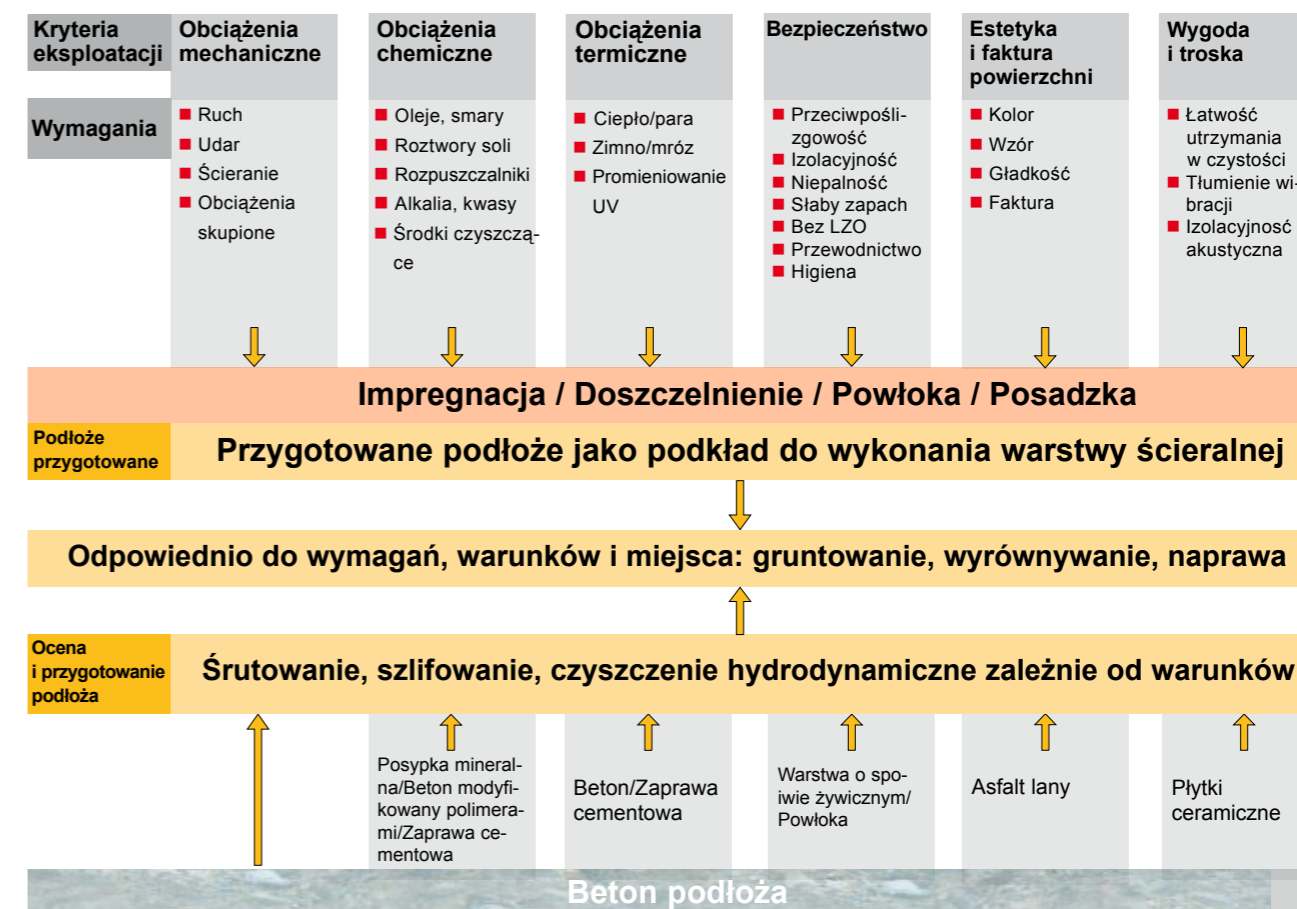 Kryteria
eksploatacji
Obciążenia
mechaniczne
Obciążenia
chemiczne
Obciążenia
termiczne
Bezpieczeństwo
Estetyka
i faktura
powierzchni
Wygoda
i troska
Wymagania
Ruch
Udar
Ścieranie
Obciążenia
skupione
Oleje, smary
Roztwory soli
Rozpuszczalniki
Alkalia, kwasy
Środki czyszczą-
ce
Ciepło/para
Zimno/mróz
Promieniowanie
UV
Przeciwpośli-
zgowość
Izolacyjność
Niepalność
Słaby zapach
Bez LZO
Przewodnictwo
Higiena
Kolor
Wzór
Gładkość
Faktura
Łatwość
utrzymania
w czystości
Tłumienie wi-
bracji
Izolacyjnosć
akustyczna
Impregnacja / Doszczelnienie / Powłoka / Posadzka
Podłoże
przygotowane
Przygotowane podłoże jako podkład do wykonania warstwy ścieralnej
Odpowiednio do wymagań, warunków i miejsca: gruntowanie, wyrównywanie, naprawa
Ocena
i przygotowanie
podłoża
Śrutowanie, szlifowanie, czyszczenie hydrodynamiczne zależnie od warunków
Posypka mineral-
na/Beton modyfi-
kowany polimera-
mi/Zaprawa ce-
mentowa
Beton/Zaprawa
cementowa
Warstwa o spo-
iwie żywicznym/
Powłoka
Asfalt lany
Płytki
ceramiczne
Beton podłoża